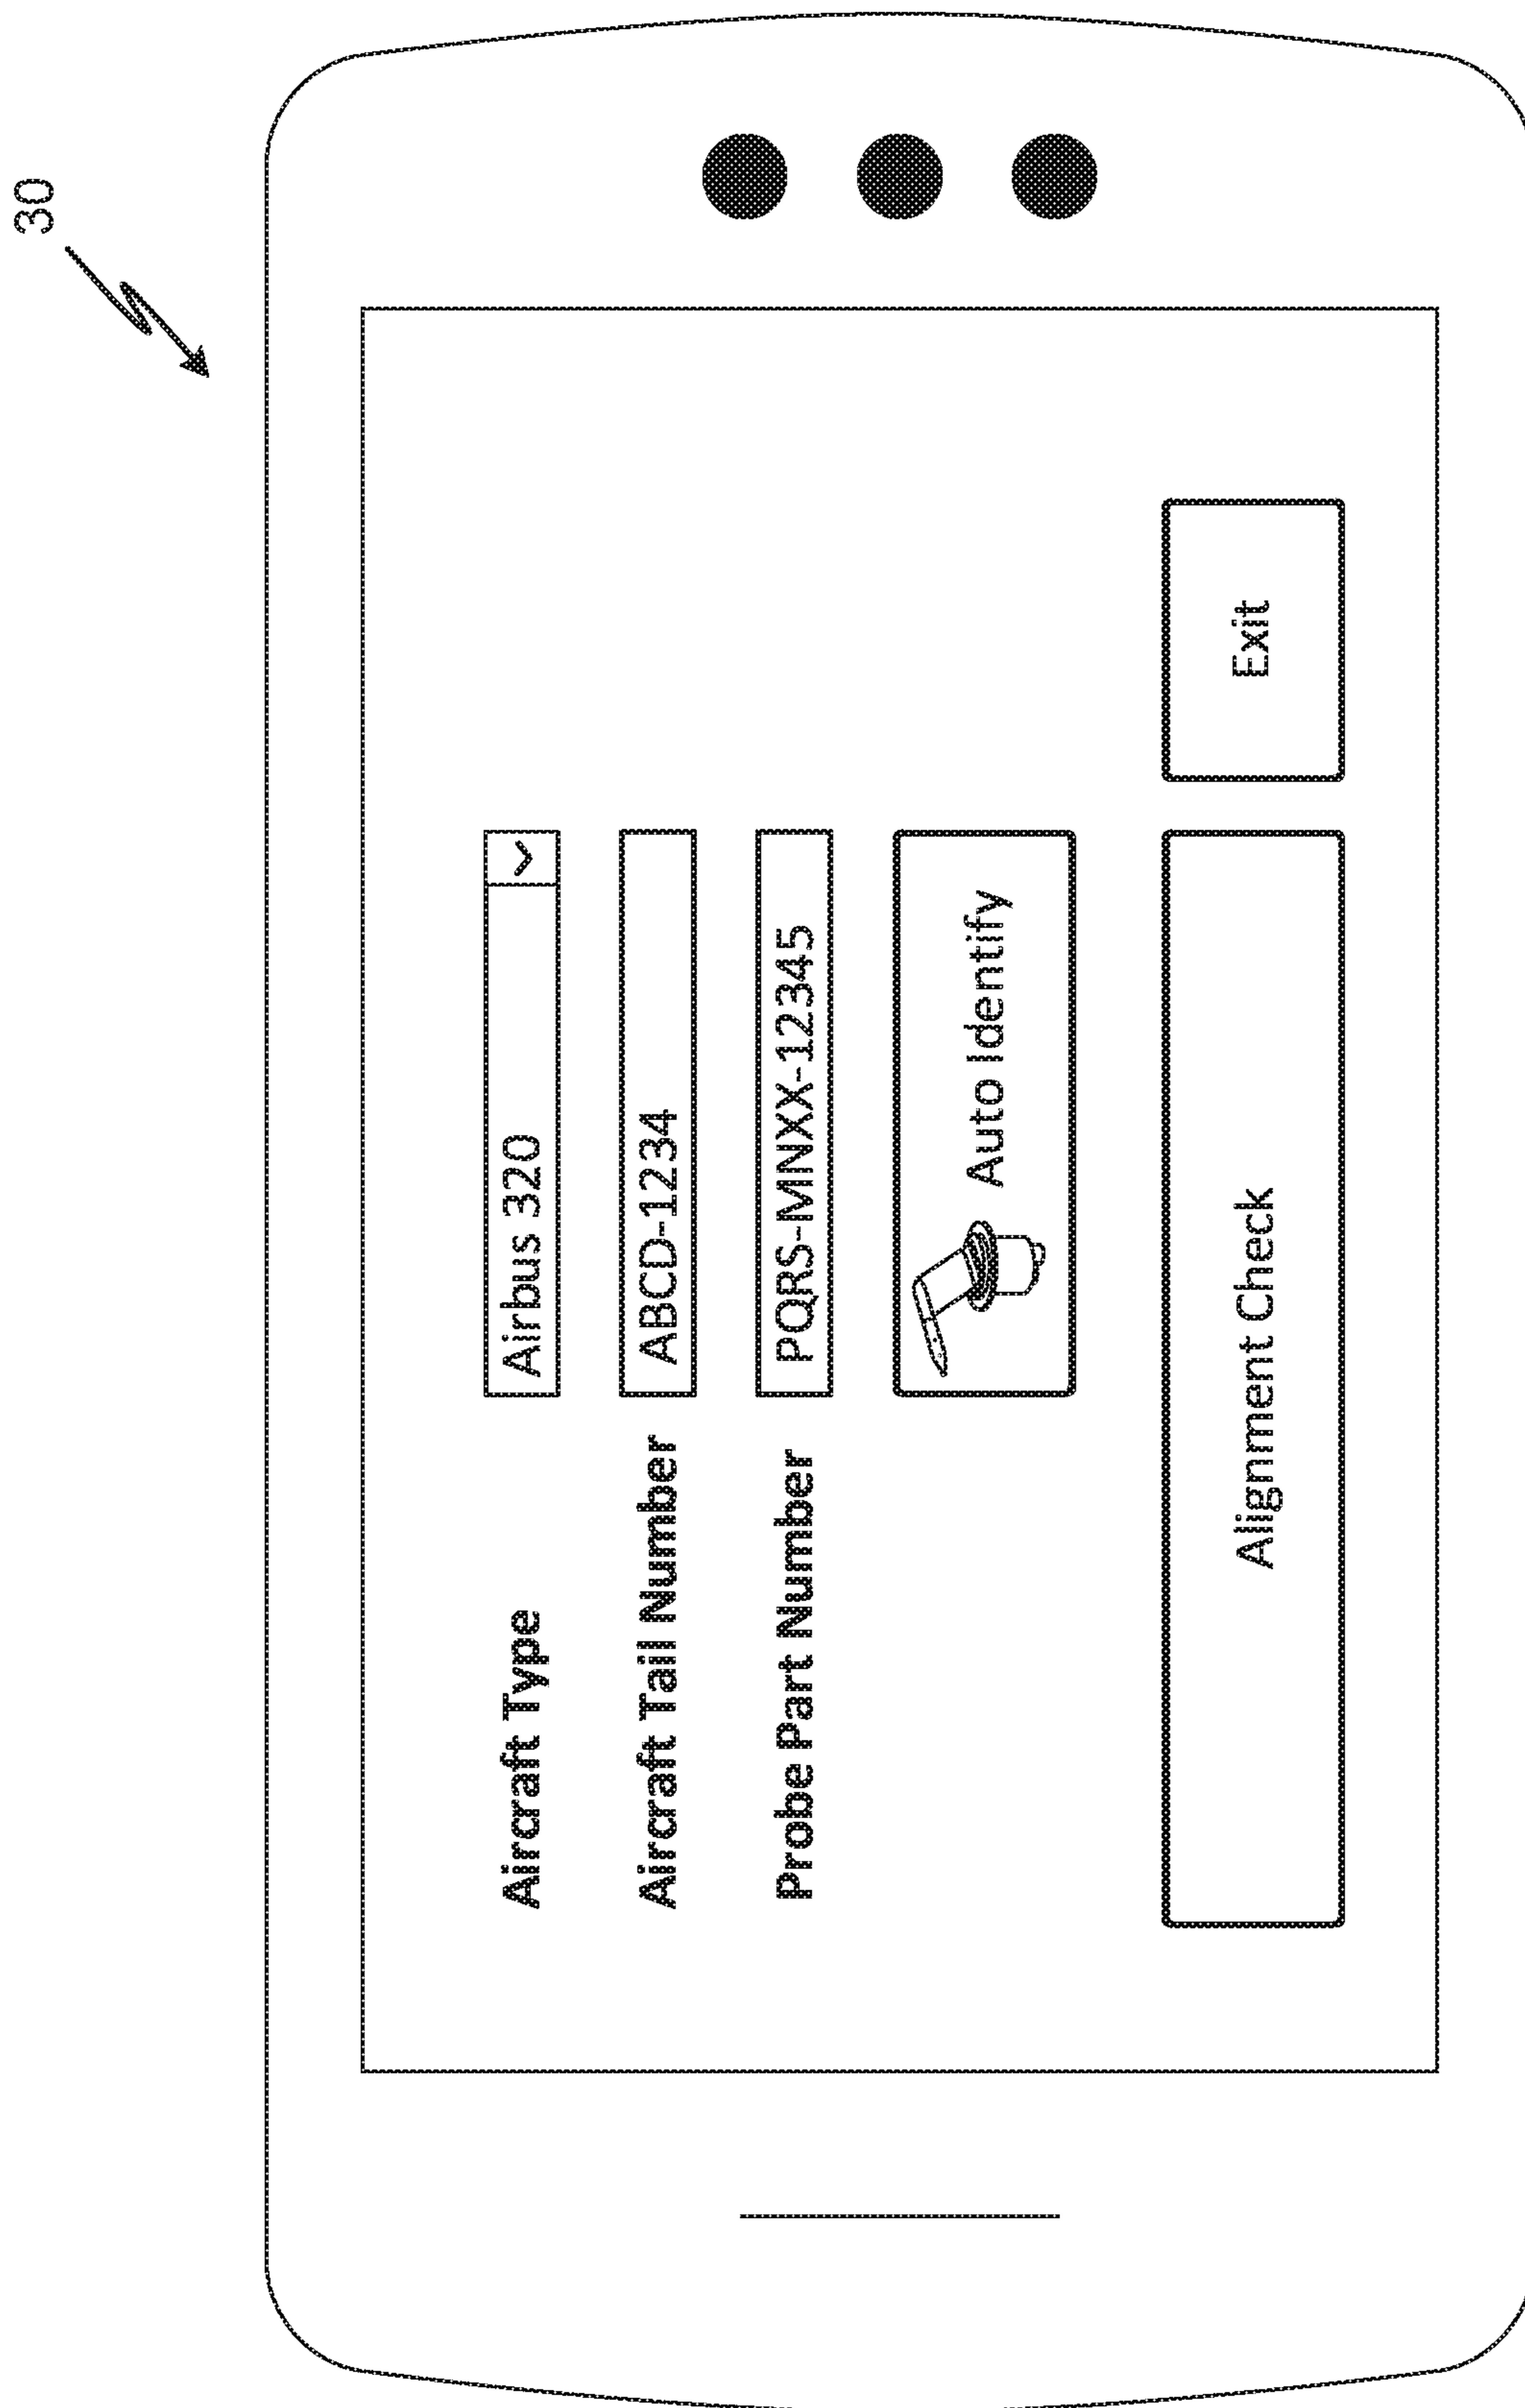 30
Aircraft Type Airbus 320
Aircraft Tail Number ABCD-1234
Probe Part Number PQRS-MNXX-12345
Auto Identify
Alignment Check Exit